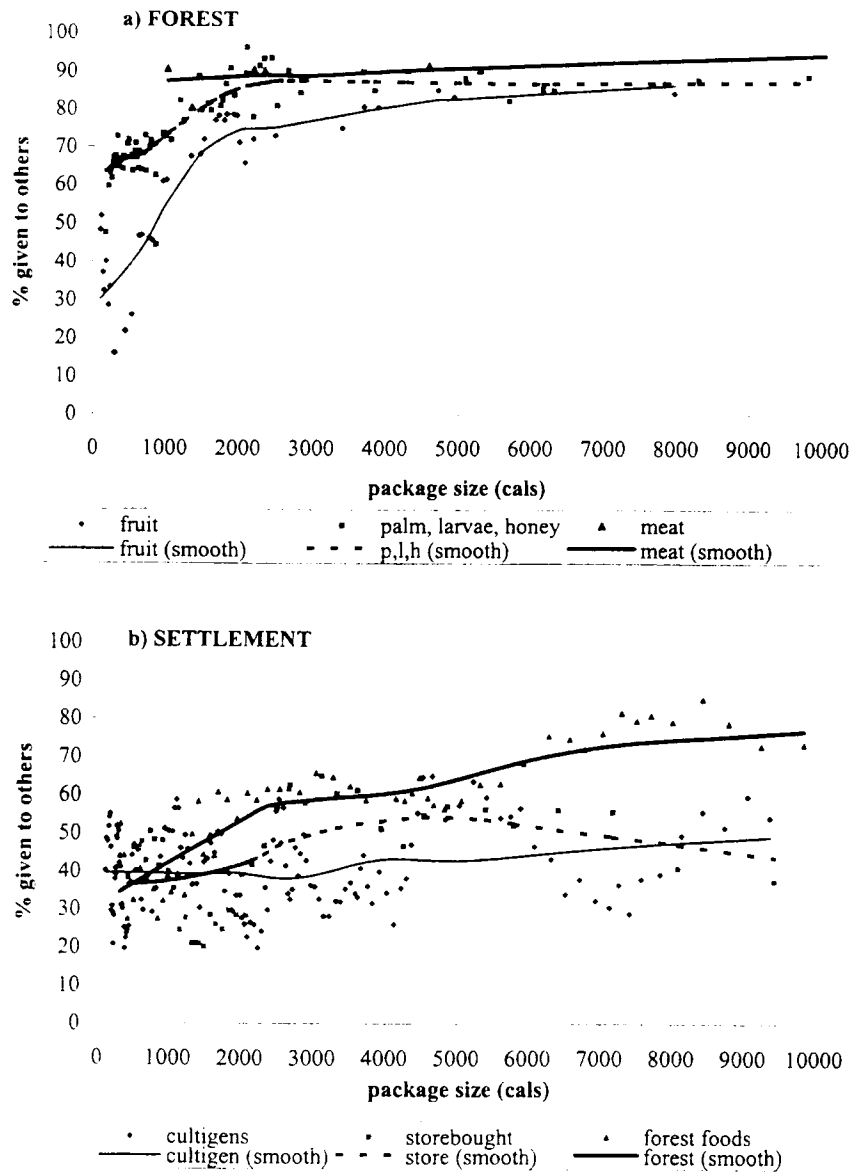 a) FOREST
100
90
80
70
60
50
40
30
20
10
0
% given to others
0 1000 2000 3000 4000 5000 6000 7000 8000 9000 10000
package size (cals)
fruit palm, larvae, honey meat
fruit (smooth) p,l,h (smooth) meat (smooth)
b) SETTLEMENT
100
90
80
70
60
50
40
30
20
10
0
% given to others
0 1000 2000 3000 4000 5000 6000 7000 8000 9000 10000
package size (cals)
cultigens storebought forest foods
cultigen (smooth) store (smooth) forest (smooth)